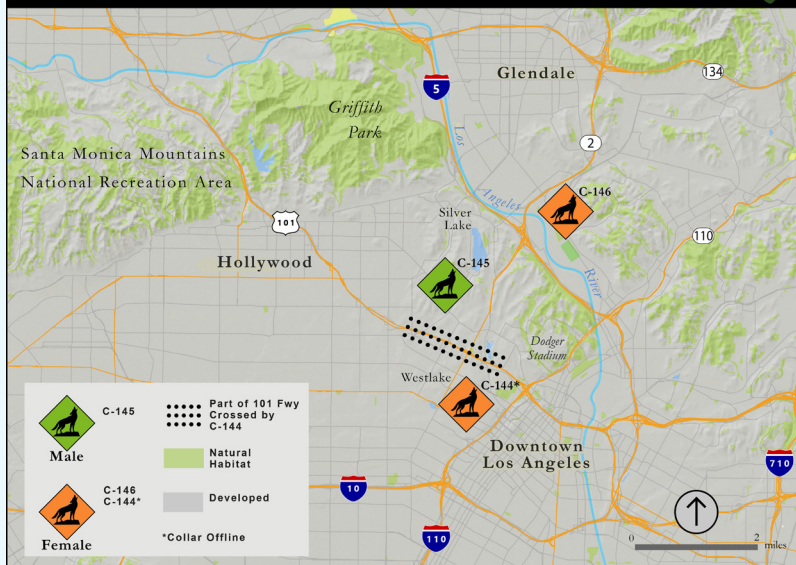 Glendale
134
5
Griffith
Park
Los
2
Santa Monica Mountains
National Recreation Area
Angeles
C-146
101
Silver
Lake
110
Hollywood
C-145
River
Dodger
Stadium
Westlake
C-144*
C-145
Part of 101 Fwy
Crossed by
C-144
Male
Natural
Habitat
Downtown
Los Angeles
710
C-146
C-144*
Developed
10
Female
*Collar Offline
110
0
2
miles